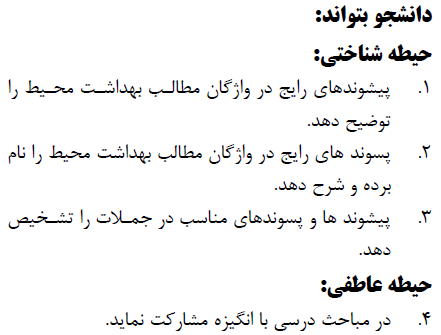 دانشجو بتواند:
حیطه شناختی:
۱. پیشوندهای رایج در واژگان مطالب بهداشت محیط را
توضیح دهد.
۲. پسوند های رایج در واژگان مطالب بهداشت محیط را نام
برده و شرح دهد.
۳. پیشوند ها و پسوندهای مناسب در جملات را تشخیص
دهد.
حیطه عاطفی:
۴. در مباحث درسی با انگیزه مشارکت نماید.